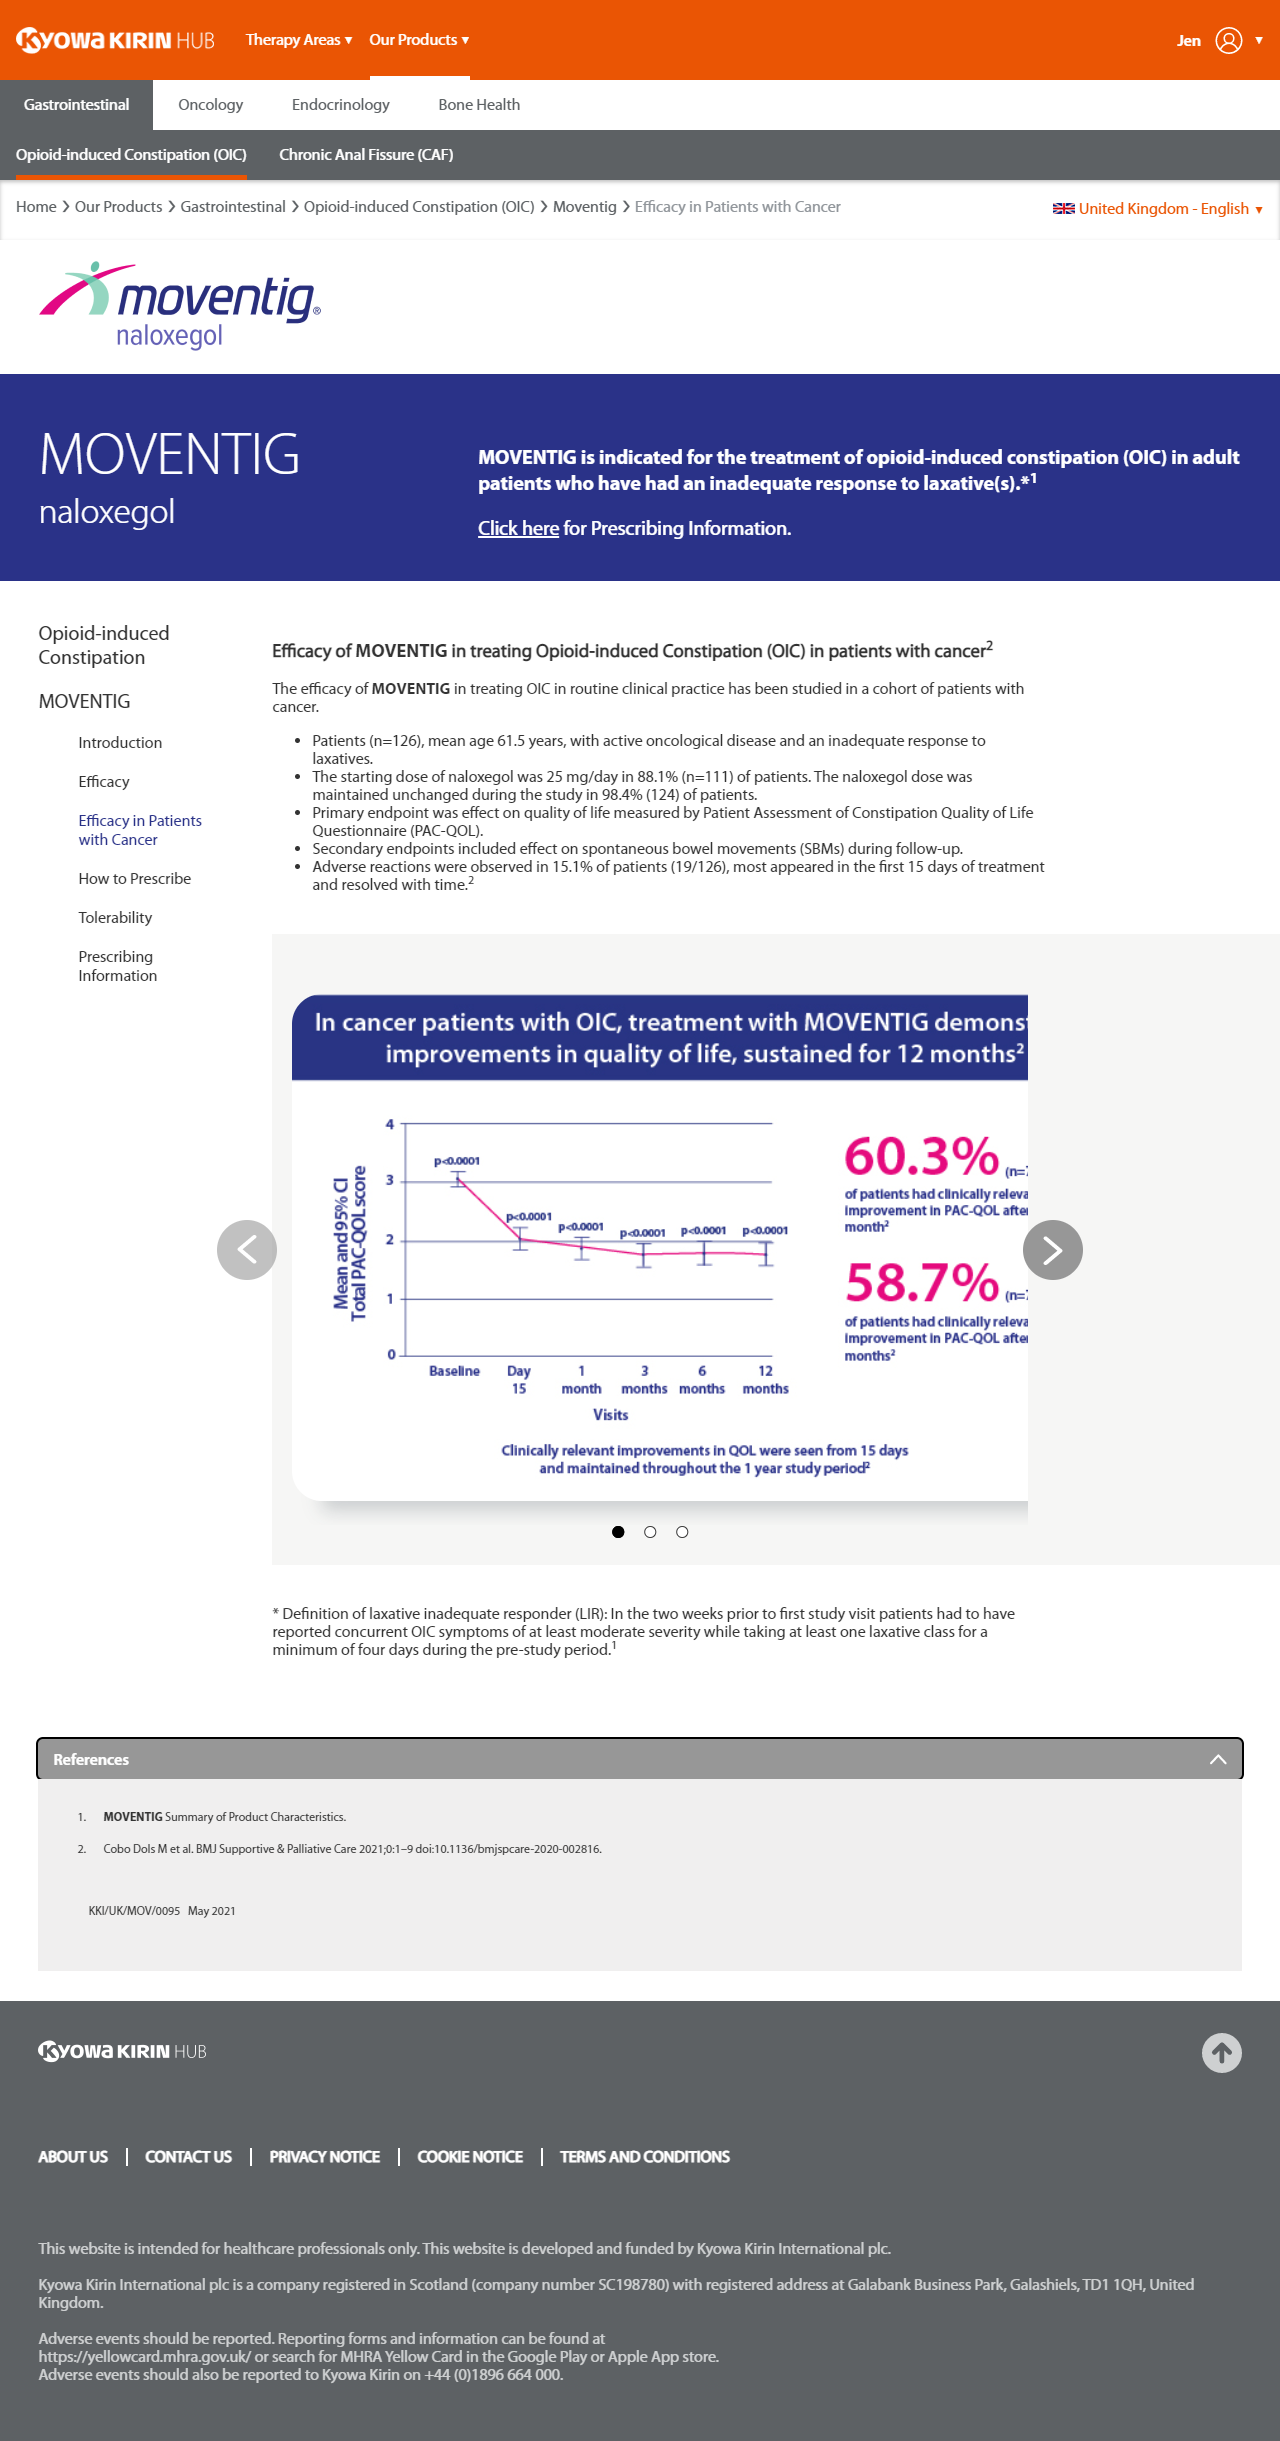 KYOWA KIRIN HUB
Therapy Areas ▼ Our Products ▼
Jen ▼
Gastrointestinal Oncology Endocrinology Bone Health
Opioid-induced Constipation (OIC) Chronic Anal Fissure (CAF)
Home > Our Products > Gastrointestinal > Opioid-induced Constipation (OIC) > Moventig > Efficacy in Patients with Cancer
United Kingdom - English ▼
moventig®
naloxegol
MOVENTIG
naloxegol
MOVENTIG is indicated for the treatment of opioid-induced constipation (OIC) in adult
patients who have had an inadequate response to laxative(s).*1
Click here for Prescribing Information.
Opioid-induced
Constipation
MOVENTIG
Introduction
Efficacy
Efficacy in Patients
with Cancer
How to Prescribe
Tolerability
Prescribing
Information
Efficacy of MOVENTIG in treating Opioid-induced Constipation (OIC) in patients with cancer2
The efficacy of MOVENTIG in treating OIC in routine clinical practice has been studied in a cohort of patients with
cancer.
• Patients (n=126), mean age 61.5 years, with active oncological disease and an inadequate response to
laxatives.
• The starting dose of naloxegol was 25 mg/day in 88.1% (n=111) of patients. The naloxegol dose was
maintained unchanged during the study in 98.4% (124) of patients.
• Primary endpoint was effect on quality of life measured by Patient Assessment of Constipation Quality of Life
Questionnaire (PAC-QOL).
• Secondary endpoints included effect on spontaneous bowel movements (SBMs) during follow-up.
• Adverse reactions were observed in 15.1% of patients (19/126), most appeared in the first 15 days of treatment
and resolved with time.2
In cancer patients with OIC, treatment with MOVENTIG
improvements in quality of life, sustained for 12 months2
Mean and 95% CI
Total PAC-QOL score
4
3
2
1
0
p<0.0001
p<0.0001
p<0.0001
p<0.0001
p<0.0001
p<0.0001
Baseline Day 1 3 6 12
15 month months months months
Visits
60.3%
of patients had clinically
improvement in PAC-QOL
month2
58.7%
of patients had clinically
improvement in PAC-QOL
months2
Clinically relevant improvements in QOL were seen from 15 days
and maintained throughout the 1 year study period2
* Definition of laxative inadequate responder (LIR): In the two weeks prior to first study visit patients had to have
reported concurrent OIC symptoms of at least moderate severity while taking at least one laxative class for a
minimum of four days during the pre-study period.1
References
1. MOVENTIG Summary of Product Characteristics.
2. Cobo Dols M et al. BMJ Supportive & Palliative Care 2021;0:1–9 doi:10.1136/bmjspcare-2020-002816.
KKI/UK/MOV/0095 May 2021
KYOWA KIRIN HUB
ABOUT US | CONTACT US | PRIVACY NOTICE | COOKIE NOTICE | TERMS AND CONDITIONS
This website is intended for healthcare professionals only. This website is developed and funded by Kyowa Kirin International plc.
Kyowa Kirin International plc is a company registered in Scotland (company number SC198780) with registered address at Galabank Business Park, Galashiels, TD1 1QH, United
Kingdom.
Adverse events should be reported. Reporting forms and information can be found at
https://yellowcard.mhra.gov.uk/ or search for MHRA Yellow Card in the Google Play or Apple App store.
Adverse events should also be reported to Kyowa Kirin on +44 (0)1896 664 000.